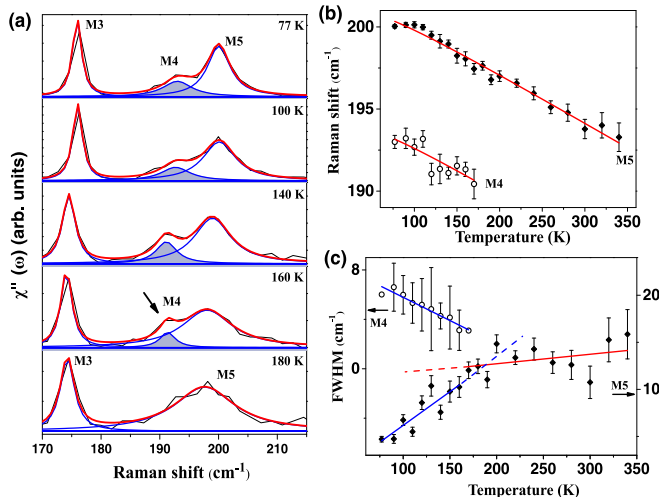 (a)
M3
77 K
M4
M5
100 K
140 K
160 K
M4
180 K
M3
M5
χ'' (ω) (arb. units)
170 180 190 200 210
Raman shift (cm⁻¹)
(b)
200
195
190
Raman shift (cm⁻¹)
M5
M4
100 150 200 250 300 350
Temperature (K)
(c)
8
0
FWHM (cm⁻¹)
20
10
M4
M5
100 150 200 250 300 350
Temperature (K)